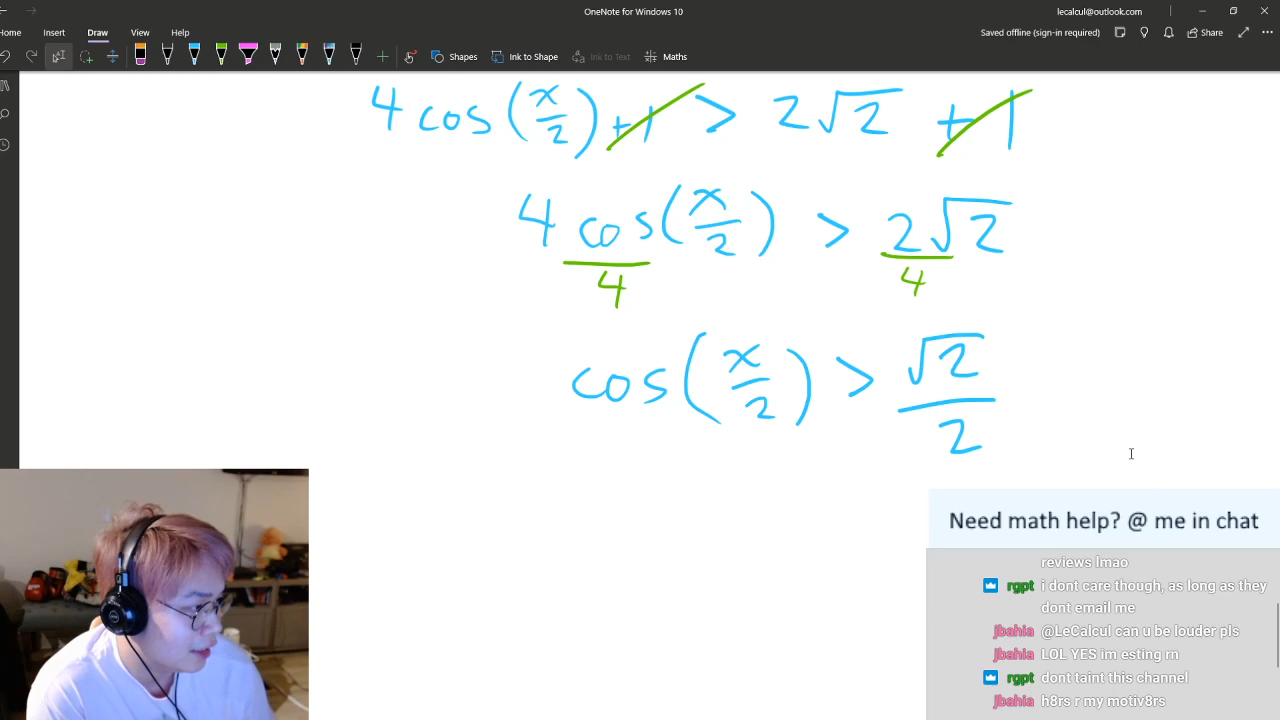 OneNote for Windows 10
lecalcul@outlook.com
Home Insert Draw View Help
Saved offline (sign-in required)
Share
Shapes Ink to Shape Ink to Text Maths
4 cos(x/2) +1 > 2√2 +1
4 cos(x/2) > 2√2
4 4
cos(x/2) > √2/2
Need math help? @ me in chat
reviews lmao
rgpt i dont care though, as long as they
dont email me
jbahia @LeCalcul can u be louder pls
jbahia LOL YES im esting rn
rgpt dont taint this channel
jbahia h8rs r my motiv8rs